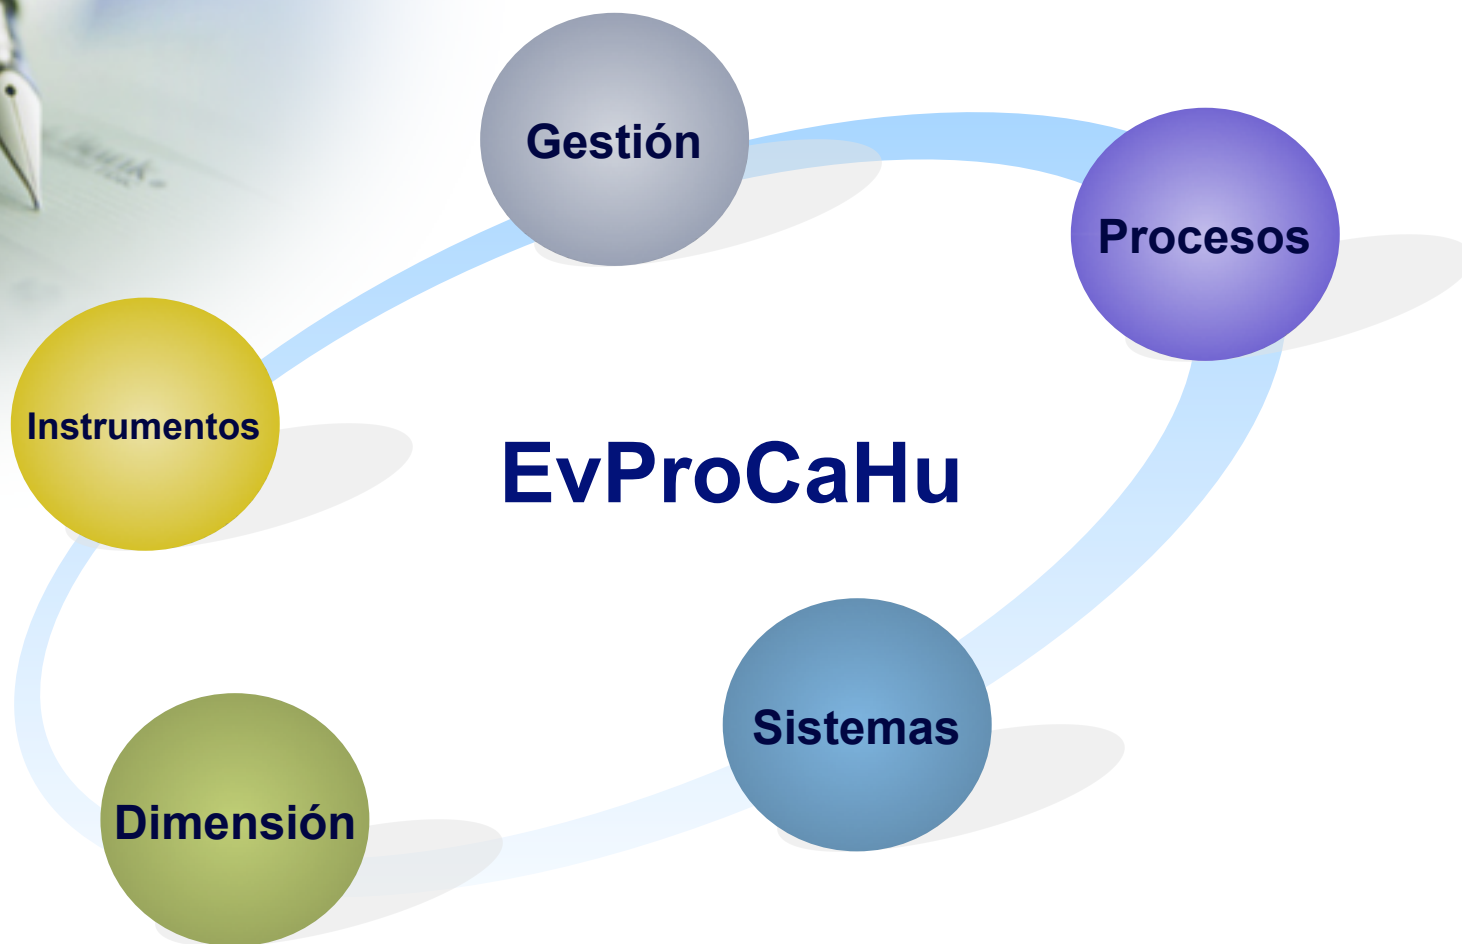 Gestión
Procesos
Instrumentos
EvProCaHu
Sistemas
Dimensión